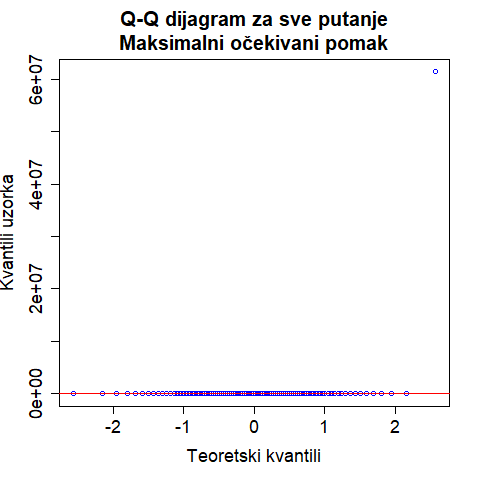 Q-Q dijagram za sve putanje
Maksimalni očekivani pomak
Kvantili uzorka
6e+07
4e+07
2e+07
0e+00
-2 -1 0 1 2
Teoretski kvantili